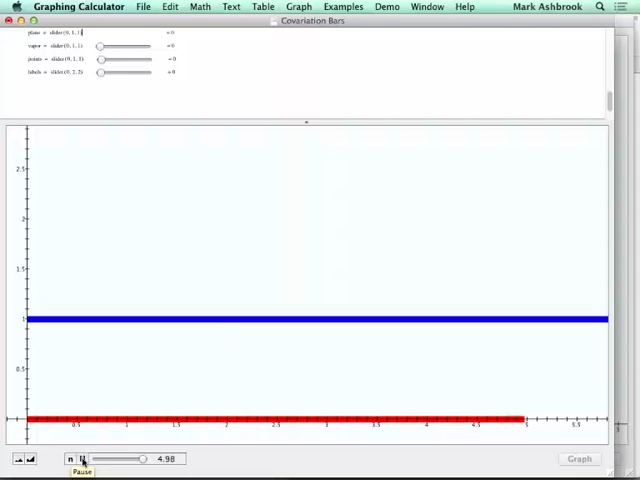 Graphing Calculator File Edit Math Text Table Graph Examples Demo Window Help Mark Ashbrook
Covariation Bars
plane = slider(0, 1, 1) = 0
vapor = slider(0, 1, 1) = 0
points = slider(0, 1, 1) = 0
labels = slider(0, 2, 2) = 0
2.5
2
1.5
1
0.5
0.5 1 1.5 2 2.5 3 3.5 4 4.5 5 5.5
n 4.98 Graph
Pause